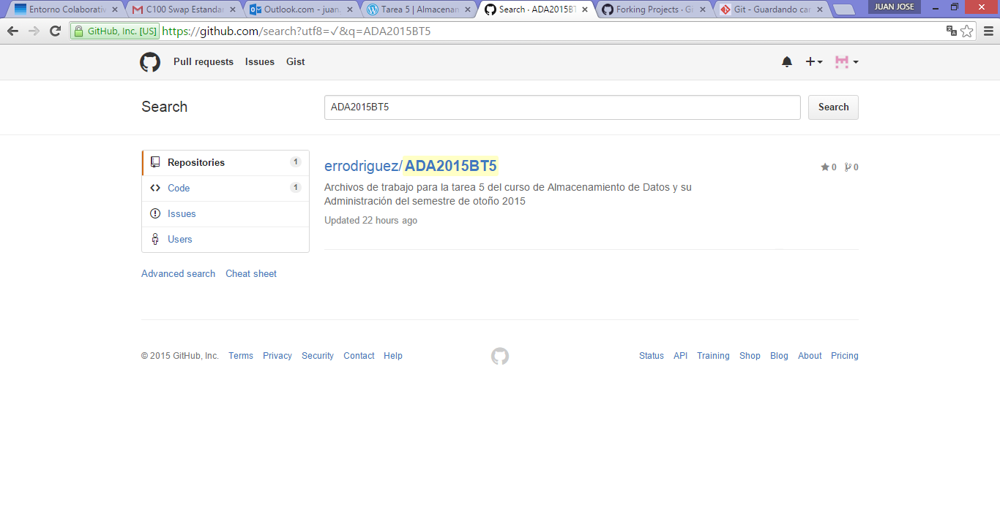 Entorno Colaborativ
C100 Swap Estandar
Outlook.com - juan
Tarea 5 | Almacenam
Search · ADA2015BT
Forking Projects · Gi
Git - Guardando car
JUAN JOSE
GitHub, Inc. [US] https://github.com/search?utf8=✓&q=ADA2015BT5
Pull requests Issues Gist
Search
ADA2015BT5
Search
Repositories 1
Code 1
Issues
Users
Advanced search Cheat sheet
errodriguez/ADA2015BT5
0 0
Archivos de trabajo para la tarea 5 del curso de Almacenamiento de Datos y su
Administración del semestre de otoño 2015
Updated 22 hours ago
© 2015 GitHub, Inc. Terms Privacy Security Contact Help
Status API Training Shop Blog About Pricing